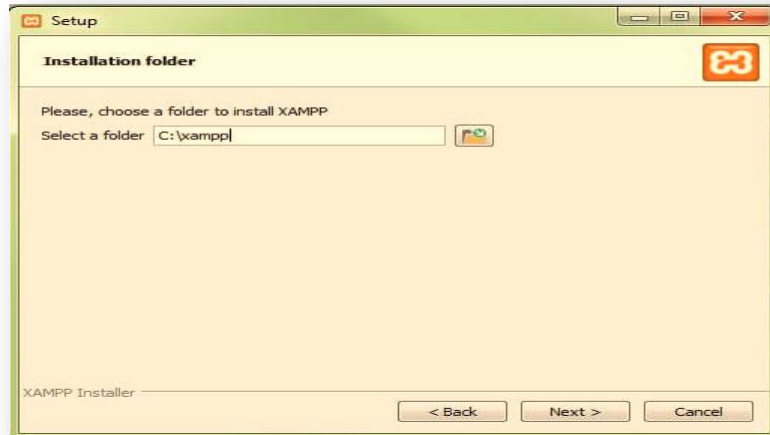 Setup
Installation folder
Please, choose a folder to install XAMPP
Select a folder C:\xampp
XAMPP Installer
< Back Next > Cancel